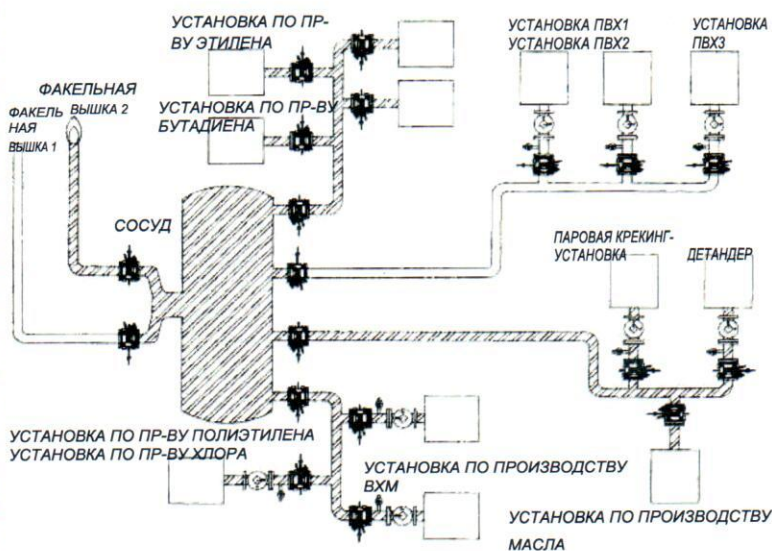 УСТАНОВКА ПО ПР-
ВУ ЭТИЛЕНА
УСТАНОВКА ПВХ1
УСТАНОВКА ПВХ2
УСТАНОВКА
ПВХ3
ФАКЕЛЬНАЯ
ВЫШКА 2
ФАКЕЛЬ
НАЯ
ВЫШКА 1
УСТАНОВКА ПО ПР-ВУ
БУТАДИЕНА
СОСУД
ПАРОВАЯ КРЕКИНГ-
УСТАНОВКА
ДЕТАНДЕР
УСТАНОВКА ПО ПР-ВУ ПОЛИЭТИЛЕНА
УСТАНОВКА ПО ПР-ВУ ХЛОРА
УСТАНОВКА ПО ПРОИЗВОДСТВУ
ВХМ
УСТАНОВКА ПО ПРОИЗВОДСТВУ
МАСЛА